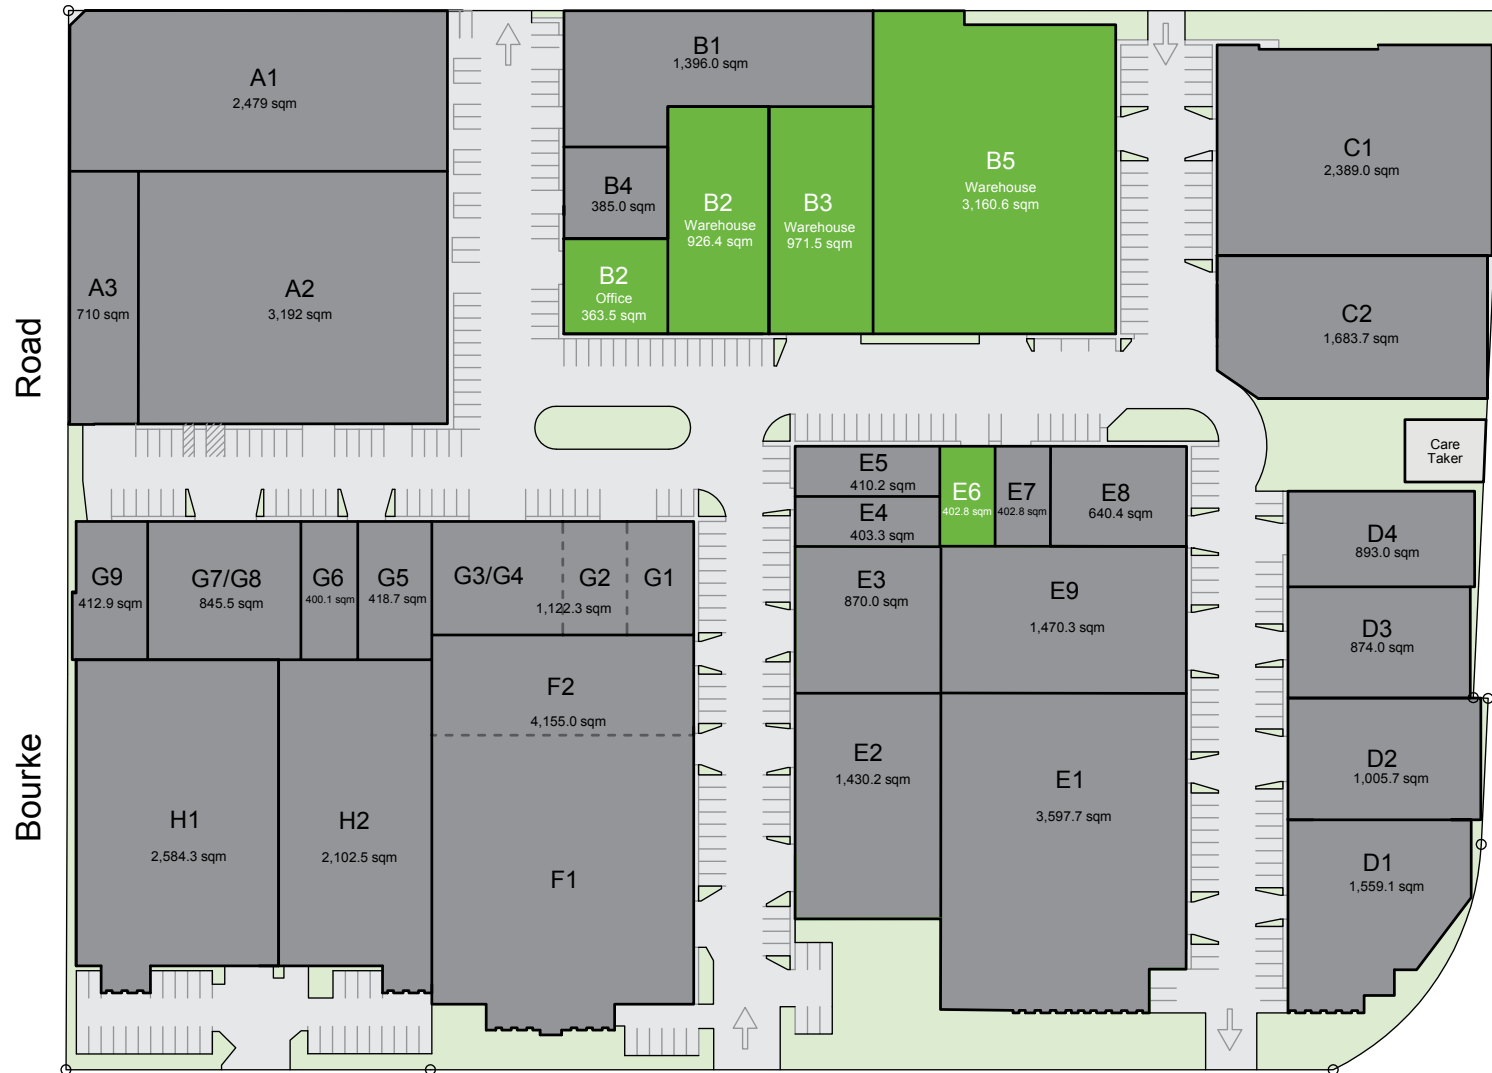 A1
2,479 sqm
A3
710 sqm
A2
3,192 sqm
B1
1,396.0 sqm
B4
385.0 sqm
B2
Office
363.5 sqm
B2
Warehouse
926.4 sqm
B3
Warehouse
971.5 sqm
B5
Warehouse
3,160.6 sqm
C1
2,389.0 sqm
C2
1,683.7 sqm
Care
Taker
Bourke Road
E5
410.2 sqm
E4
403.3 sqm
E6
402.8 sqm
E7
402.8 sqm
E8
640.4 sqm
E3
870.0 sqm
E9
1,470.3 sqm
E2
1,430.2 sqm
E1
3,597.7 sqm
D4
893.0 sqm
D3
874.0 sqm
D2
1,005.7 sqm
D1
1,559.1 sqm
G9
412.9 sqm
G7/G8
845.5 sqm
G6
400.1 sqm
G5
418.7 sqm
G3/G4
G2
G1
1,122.3 sqm
F2
4,155.0 sqm
F1
H1
2,584.3 sqm
H2
2,102.5 sqm